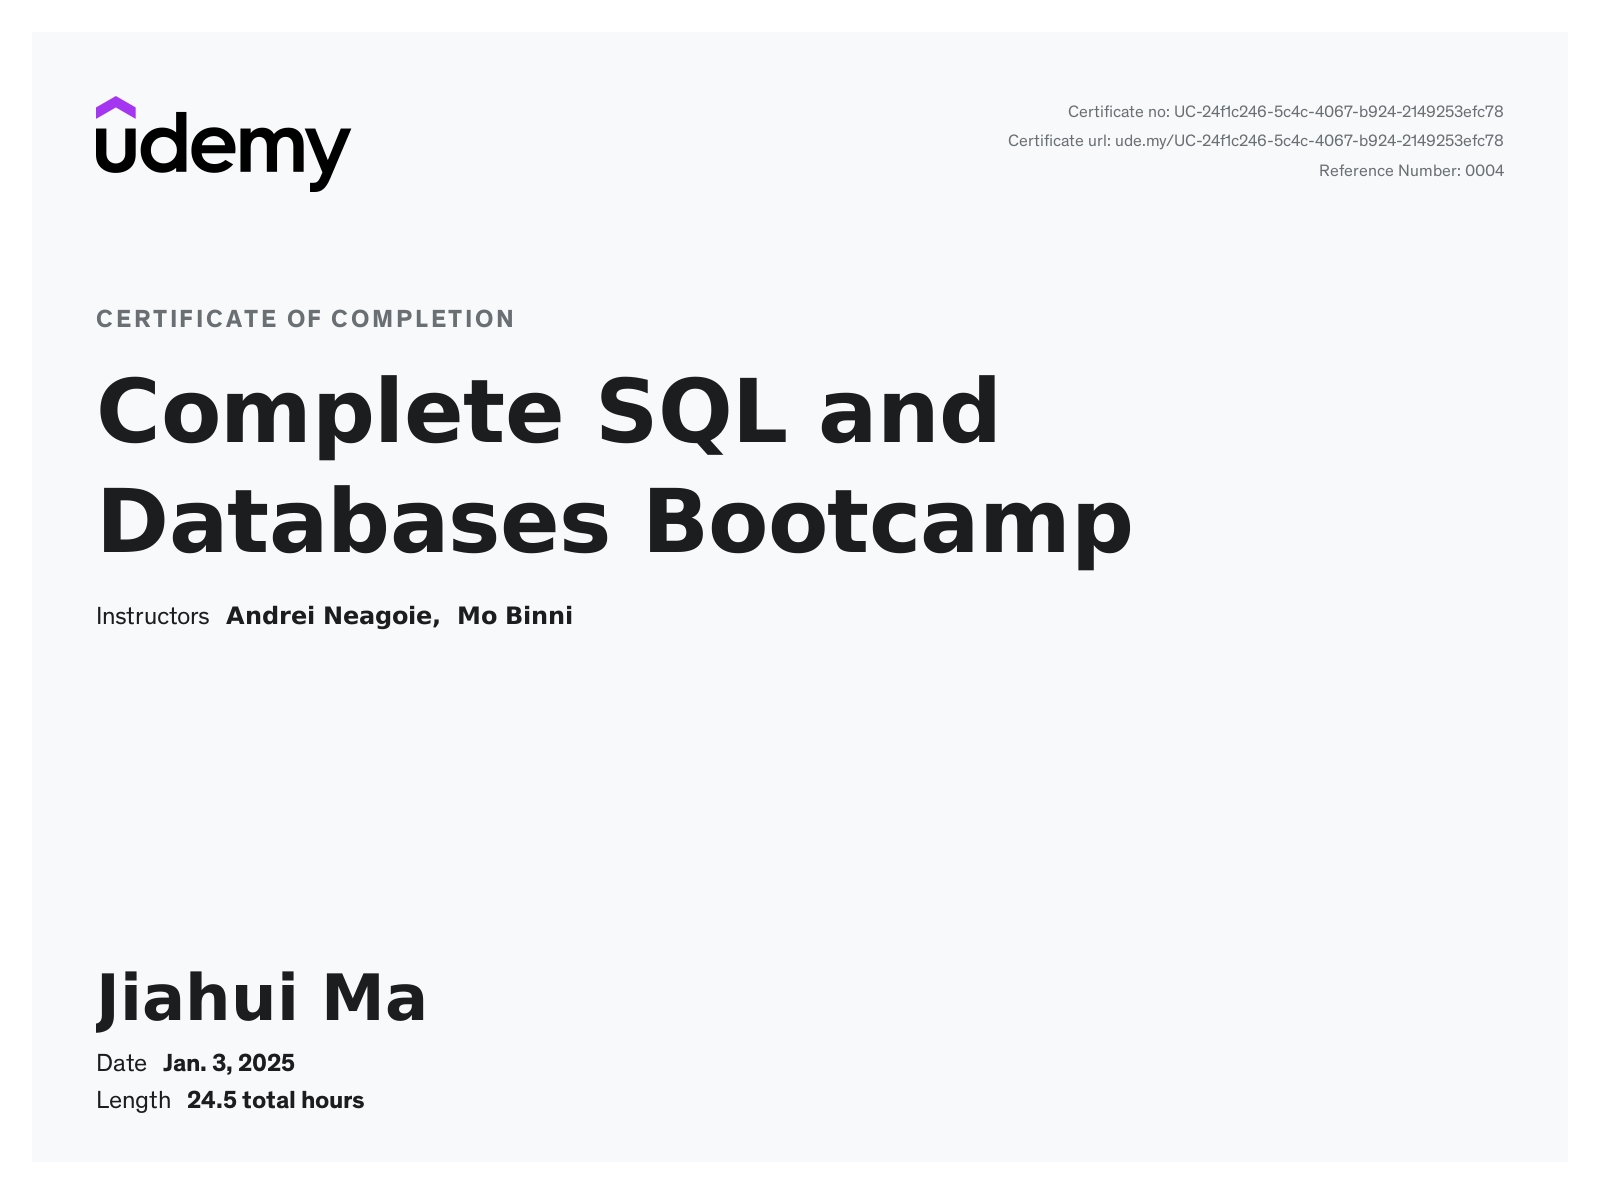 udemy
Certificate no: UC-24f1c246-5c4c-4067-b924-2149253efc78
Certificate url: ude.my/UC-24f1c246-5c4c-4067-b924-2149253efc78
Reference Number: 0004
CERTIFICATE OF COMPLETION
Complete SQL and
Databases Bootcamp
Instructors Andrei Neagoie, Mo Binni
Jiahui Ma
Date Jan. 3, 2025
Length 24.5 total hours